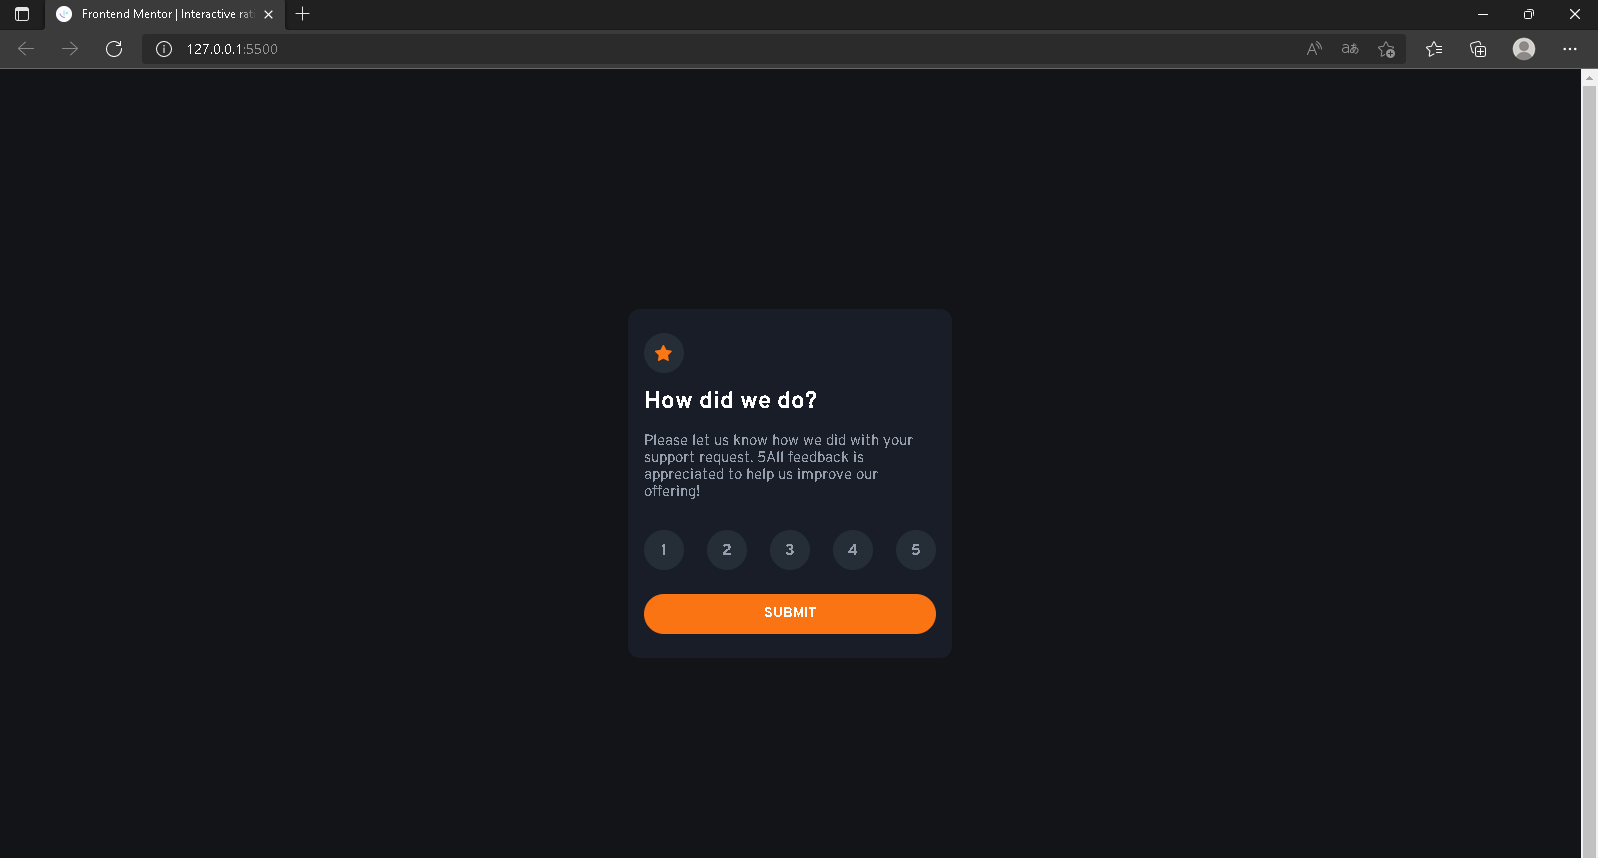 Frontend Mentor | Interactive rat
127.0.0.1:5500
How did we do?
Please let us know how we did with your
support request. 5All feedback is
appreciated to help us improve our
offering!
1 2 3 4 5
SUBMIT